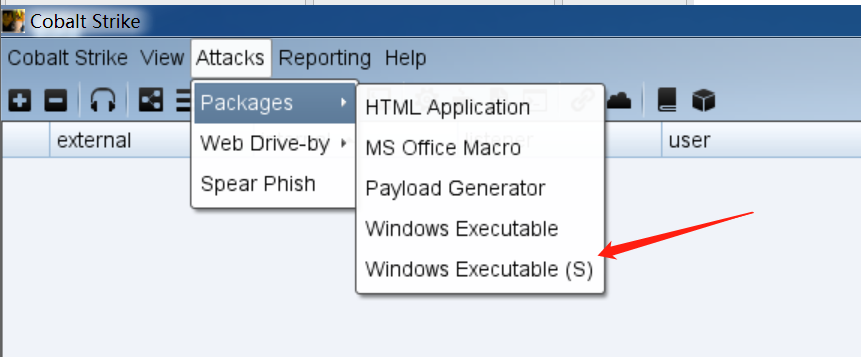 Cobalt Strike
Cobalt Strike View Attacks Reporting Help
Packages
HTML Application
external
MS Office Macro
user
Web Drive-by
Spear Phish
Payload Generator
Windows Executable
Windows Executable (S)